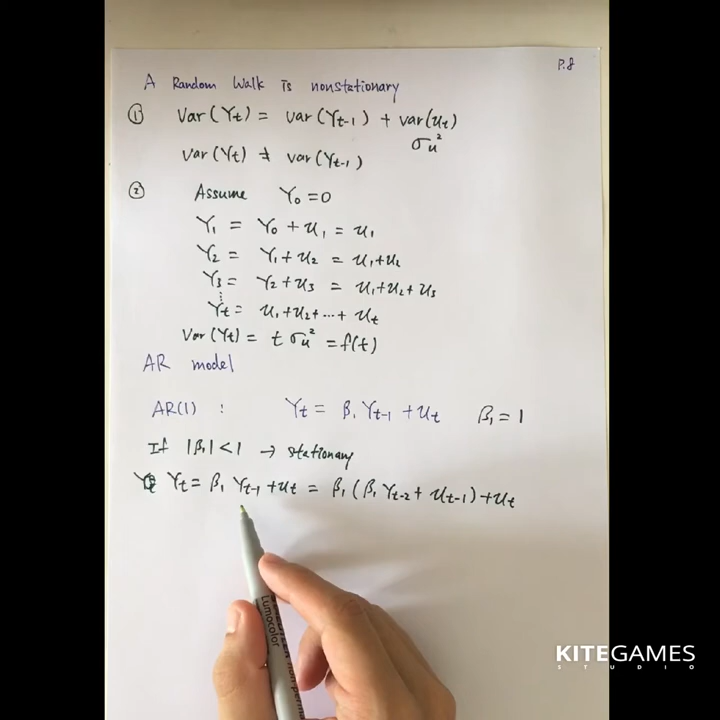 P.8
A Random Walk is nonstationary
① Var(Yt) = var(Yt-1) + var(ut)
σu²
Var(Yt) ≠ var(Yt-1)
② Assume Y0 = 0
Y1 = Y0 + u1 = u1
Y2 = Y1 + u2 = u1 + u2
Y3 = Y2 + u3 = u1 + u2 + u3
⋮
Yt = u1 + u2 + ... + ut
Var(Yt) = t σu² = f(t)
AR model
AR(1) : Yt = β1 Yt-1 + ut β1 = 1
If |β1| < 1 → stationary
Yt = β1 Yt-1 + ut = β1 (β1 Yt-2 + ut-1) + ut
Lumocolor
KITEGAMES
STUDIO